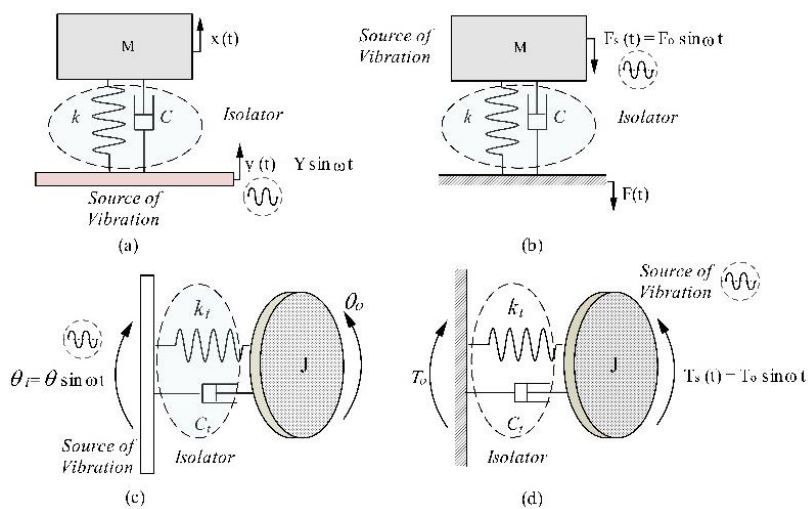 M
x(t)
k
C
Isolator
y (t) Y sin ω t
Source of
Vibration
(a)
Source of
Vibration
M
Fs (t) = Fo sin ω t
k
C
Isolator
F(t)
(b)
kt
J
θo
θi = θ sin ω t
Ct
Source of
Vibration
Isolator
(c)
Source of
Vibration
kt
J
To
Ts (t) − To sin ω t
Ct
Isolator
(d)